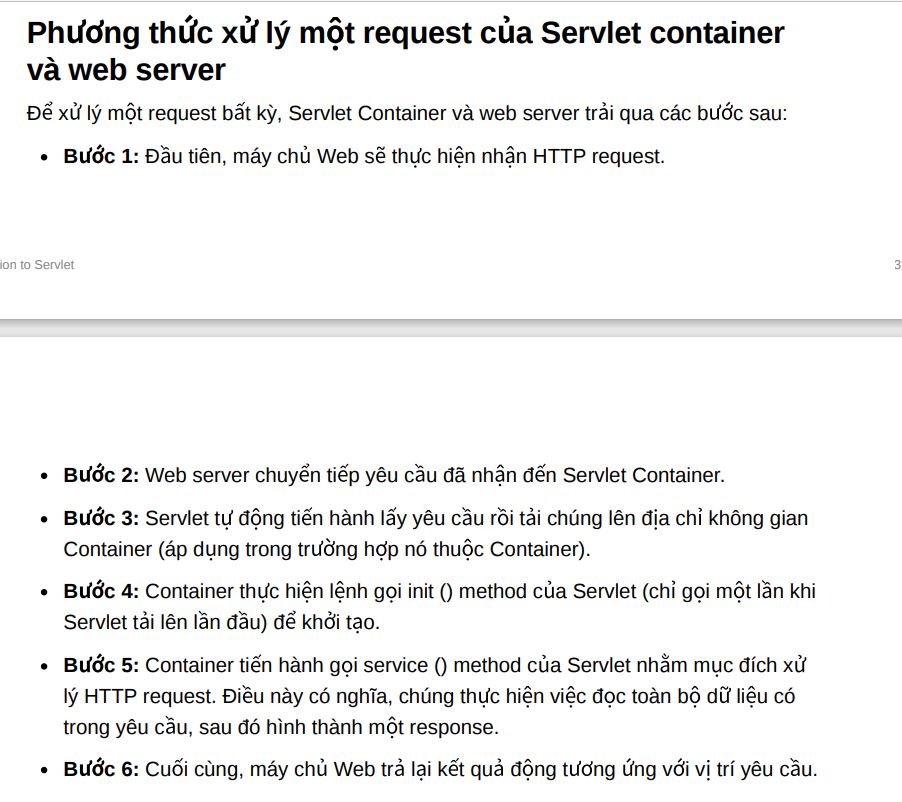 Phương thức xử lý một request của Servlet container
và web server
Để xử lý một request bất kỳ, Servlet Container và web server trải qua các bước sau:
• Bước 1: Đầu tiên, máy chủ Web sẽ thực hiện nhận HTTP request.
ion to Servlet 3
• Bước 2: Web server chuyển tiếp yêu cầu đã nhận đến Servlet Container.
• Bước 3: Servlet tự động tiến hành lấy yêu cầu rồi tải chúng lên địa chỉ không gian
Container (áp dụng trong trường hợp nó thuộc Container).
• Bước 4: Container thực hiện lệnh gọi init () method của Servlet (chỉ gọi một lần khi
Servlet tải lên lần đầu) để khởi tạo.
• Bước 5: Container tiến hành gọi service () method của Servlet nhằm mục đích xử
lý HTTP request. Điều này có nghĩa, chúng thực hiện việc đọc toàn bộ dữ liệu có
trong yêu cầu, sau đó hình thành một response.
• Bước 6: Cuối cùng, máy chủ Web trả lại kết quả động tương ứng với vị trí yêu cầu.